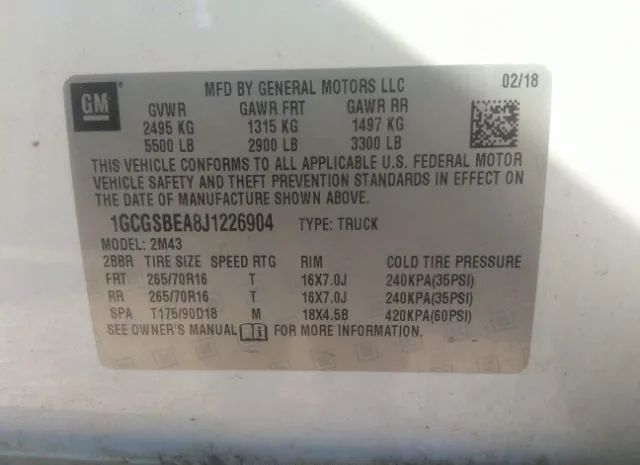 GM
MFD BY GENERAL MOTORS LLC 02/18
GVWR GAWR FRT GAWR RR
2495 KG 1315 KG 1497 KG
5500 LB 2900 LB 3300 LB
THIS VEHICLE CONFORMS TO ALL APPLICABLE U.S. FEDERAL MOTOR
VEHICLE SAFETY AND THEFT PREVENTION STANDARDS IN EFFECT ON
THE DATE OF MANUFACTURE SHOWN ABOVE.
1GCGSBEA8J1226904 TYPE: TRUCK
MODEL: 2M43
2BBR TIRE SIZE SPEED RTG RIM COLD TIRE PRESSURE
FRT 265/70R16 T 16X7.0J 240KPA(35PSI)
RR 265/70R16 T 16X7.0J 240KPA(35PSI)
SPA T175/90D18 M 18X4.5B 420KPA(60PSI)
SEE OWNER'S MANUAL FOR MORE INFORMATION.